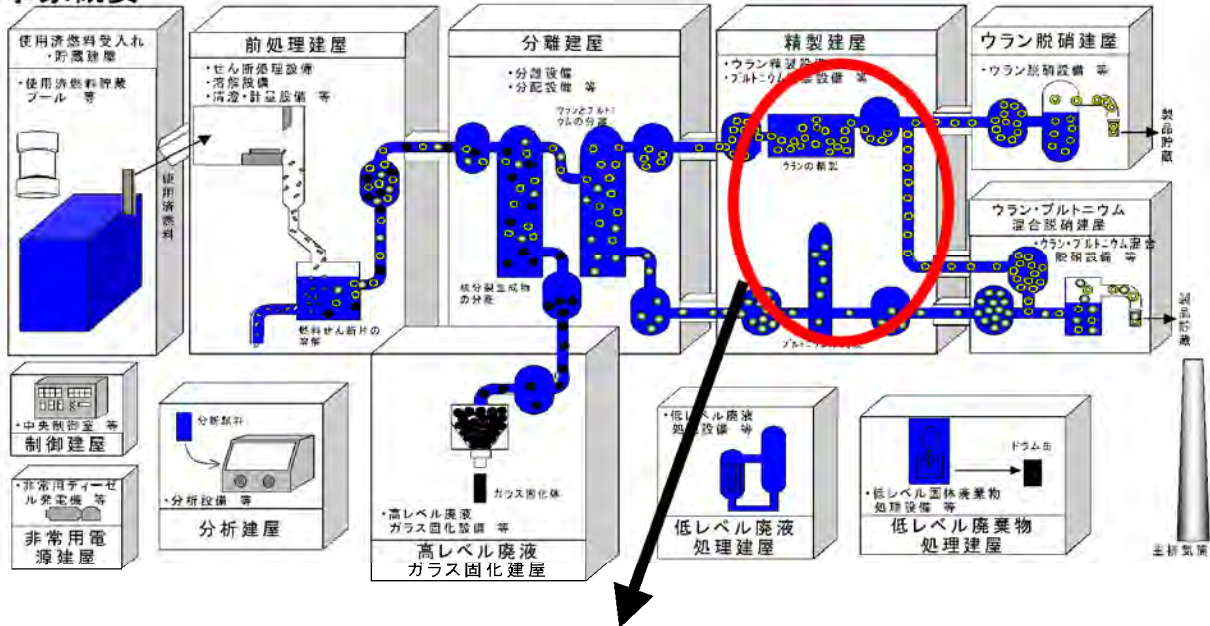 使用済燃料受入れ
・貯蔵建屋
・使用済燃料貯蔵
プール 等
使用済燃料
前処理建屋
・せん断処理設備
・溶解設備
・清澄・計量設備 等
燃料せん断片の
溶解
分離建屋
・分離設備
・分配設備 等
ウランとプルトニ
ウムの分離
核分裂生成物
の分離
精製建屋
・ウラン精製設備
・プルトニウム
製設備 等
ウランの精製
ウラン脱硝建屋
・ウラン脱硝設備 等
製品貯蔵
ウラン・プルトニウム
混合脱硝建屋
・ウラン・プルトニウム混合
脱硝設備 等
製品貯蔵
・中央制御室 等
制御建屋
・非常用ディーゼ
ル発電機 等
非常用電
源建屋
分析試料
・分析設備 等
分析建屋
ガラス固化体
・高レベル廃液
ガラス固化設備 等
高レベル廃液
ガラス固化建屋
・低レベル廃液
処理設備 等
低レベル廃液
処理建屋
ドラム缶
・低レベル固体廃棄物
処理設備 等
低レベル廃棄物
処理建屋
主排気筒